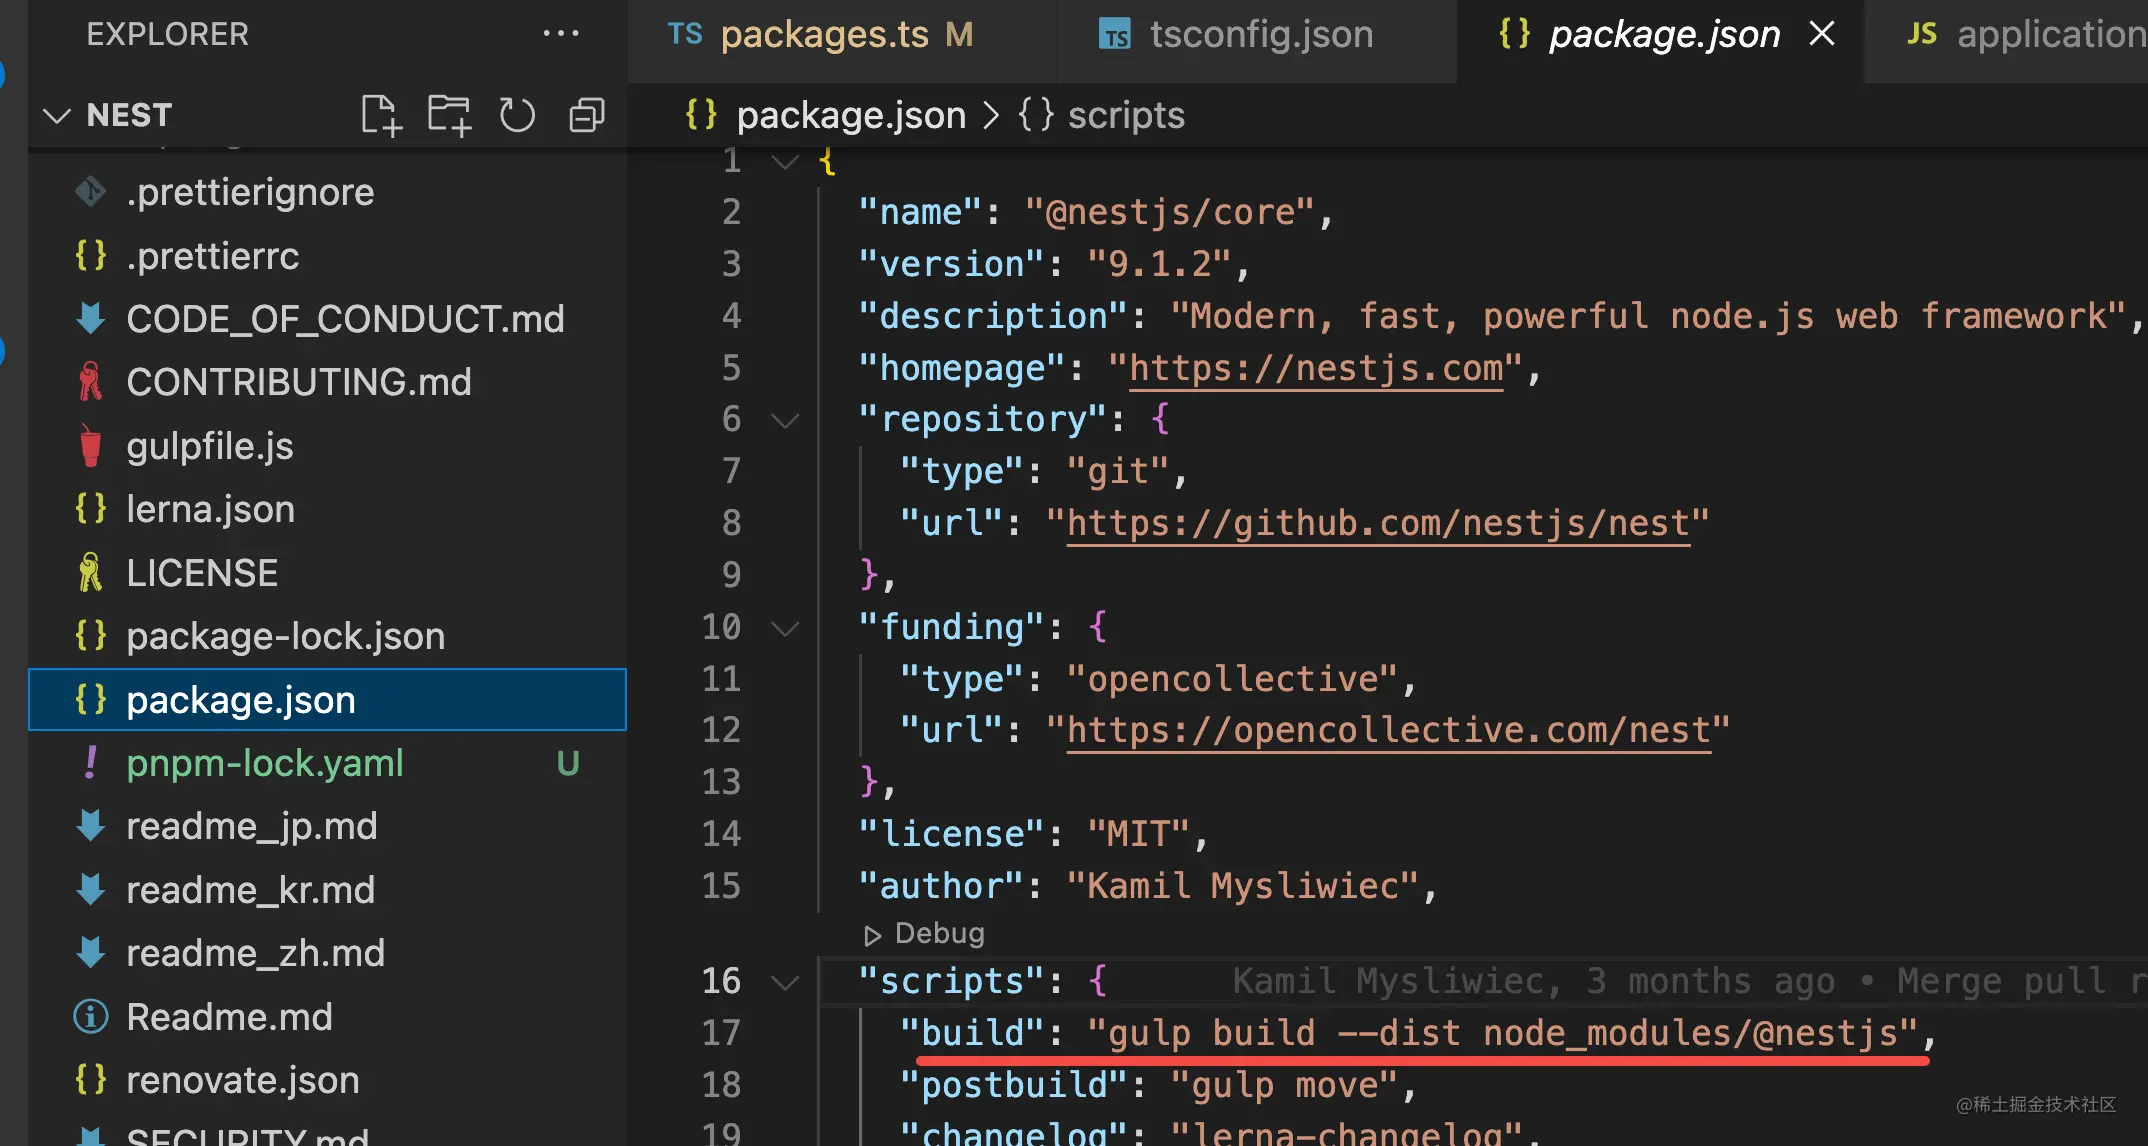 EXPLORER
NEST
.prettierignore
.prettierrc
CODE_OF_CONDUCT.md
CONTRIBUTING.md
gulpfile.js
lerna.json
LICENSE
package-lock.json
package.json
pnpm-lock.yaml U
readme_jp.md
readme_kr.md
readme_zh.md
Readme.md
renovate.json
SECURITY.md
TS packages.ts M
TS tsconfig.json
{} package.json
JS application
{} package.json > {} scripts
1 {
2 "name": "@nestjs/core",
3 "version": "9.1.2",
4 "description": "Modern, fast, powerful node.js web framework",
5 "homepage": "https://nestjs.com",
6 "repository": {
7 "type": "git",
8 "url": "https://github.com/nestjs/nest"
9 },
10 "funding": {
11 "type": "opencollective",
12 "url": "https://opencollective.com/nest"
13 },
14 "license": "MIT",
15 "author": "Kamil Mysliwiec",
Debug
16 "scripts": { Kamil Mysliwiec, 3 months ago • Merge pull r
17 "build": "gulp build --dist node_modules/@nestjs",
18 "postbuild": "gulp move",
19 "changelog": "lerna-changelog",
@稀土掘金技术社区